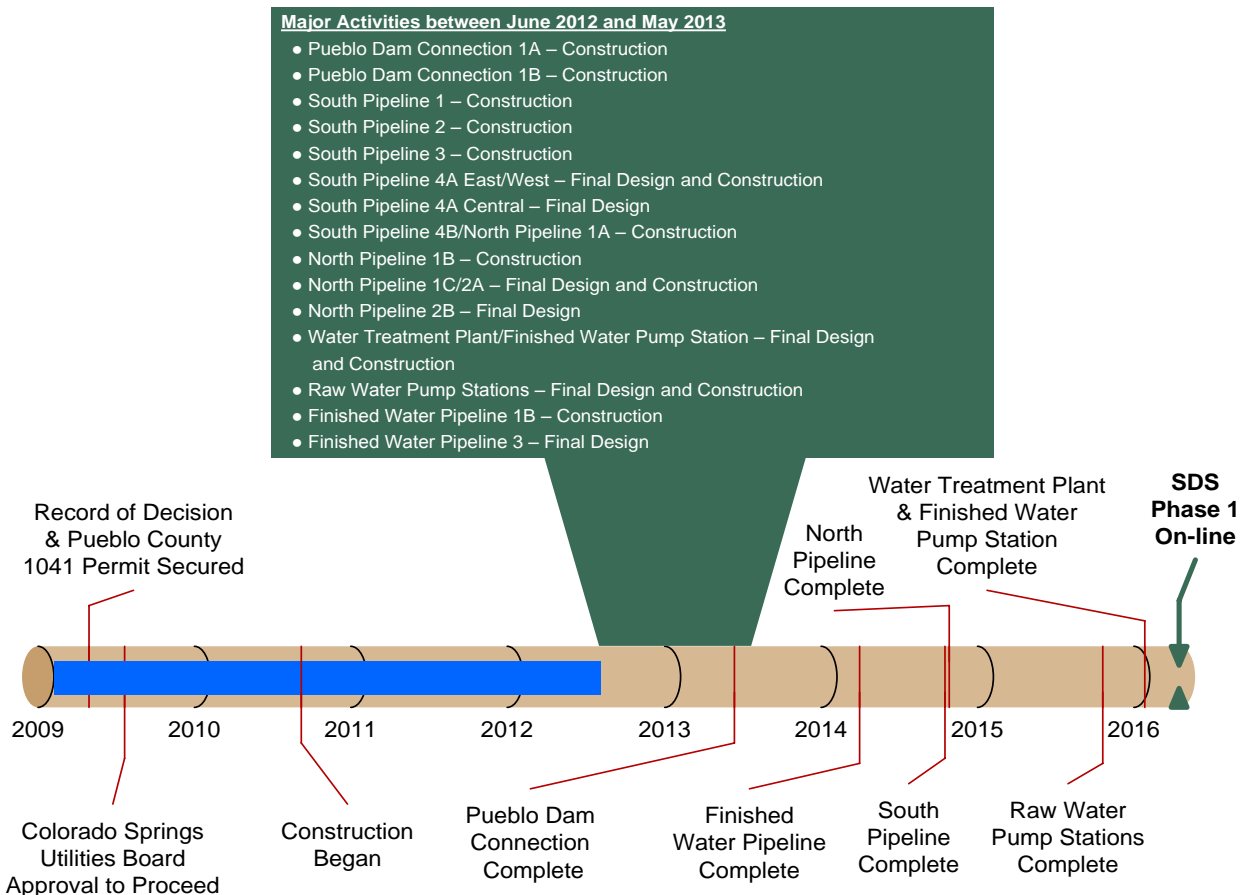 Major Activities between June 2012 and May 2013
● Pueblo Dam Connection 1A – Construction
● Pueblo Dam Connection 1B – Construction
● South Pipeline 1 – Construction
● South Pipeline 2 – Construction
● South Pipeline 3 – Construction
● South Pipeline 4A East/West – Final Design and Construction
● South Pipeline 4A Central – Final Design
● South Pipeline 4B/North Pipeline 1A – Construction
● North Pipeline 1B – Construction
● North Pipeline 1C/2A – Final Design and Construction
● North Pipeline 2B – Final Design
● Water Treatment Plant/Finished Water Pump Station – Final Design
and Construction
● Raw Water Pump Stations – Final Design and Construction
● Finished Water Pipeline 1B – Construction
● Finished Water Pipeline 3 – Final Design
Record of Decision
& Pueblo County
1041 Permit Secured
North
Pipeline
Complete
Water Treatment Plant
& Finished Water
Pump Station
Complete
SDS
Phase 1
On-line
2009
2010
2011
2012
2013
2014
2015
2016
Colorado Springs
Utilities Board
Approval to Proceed
Construction
Began
Pueblo Dam
Connection
Complete
Finished
Water Pipeline
Complete
South
Pipeline
Complete
Raw Water
Pump Stations
Complete